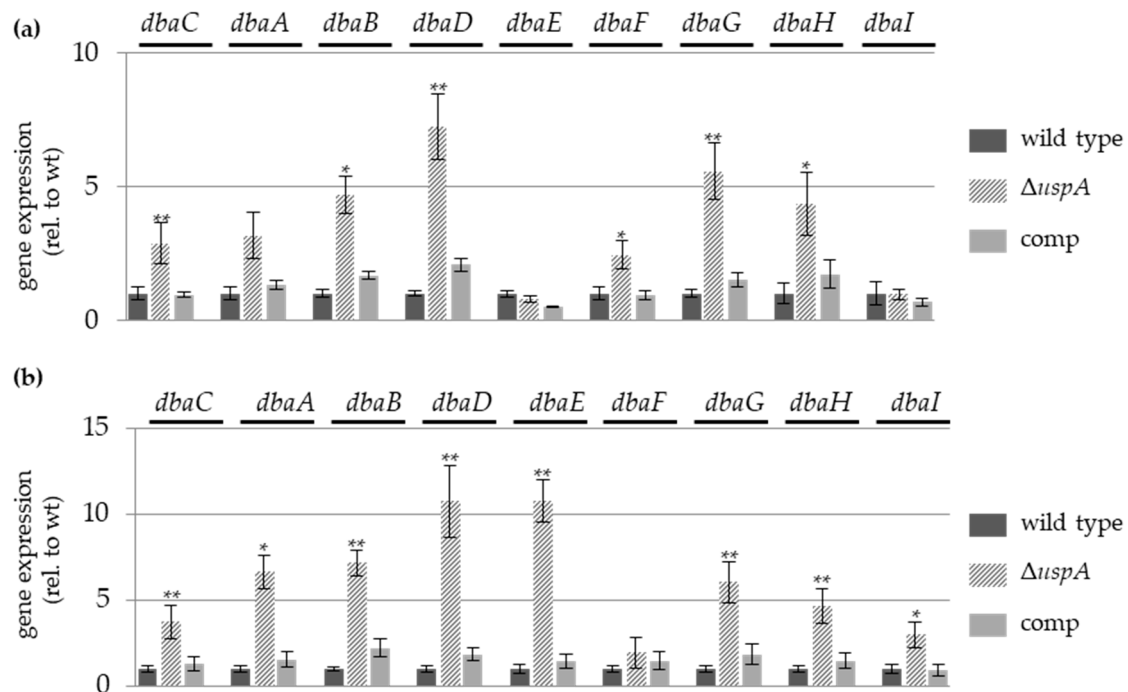 (a)
dbaC dbaA dbaB dbaD dbaE dbaF dbaG dbaH dbaI
10
5
0
gene expression
(rel. to wt)
** * ** * ** *
wild type
ΔuspA
comp
(b)
dbaC dbaA dbaB dbaD dbaE dbaF dbaG dbaH dbaI
15
10
5
0
gene expression
(rel. to wt)
** * ** ** ** ** ** *
wild type
ΔuspA
comp